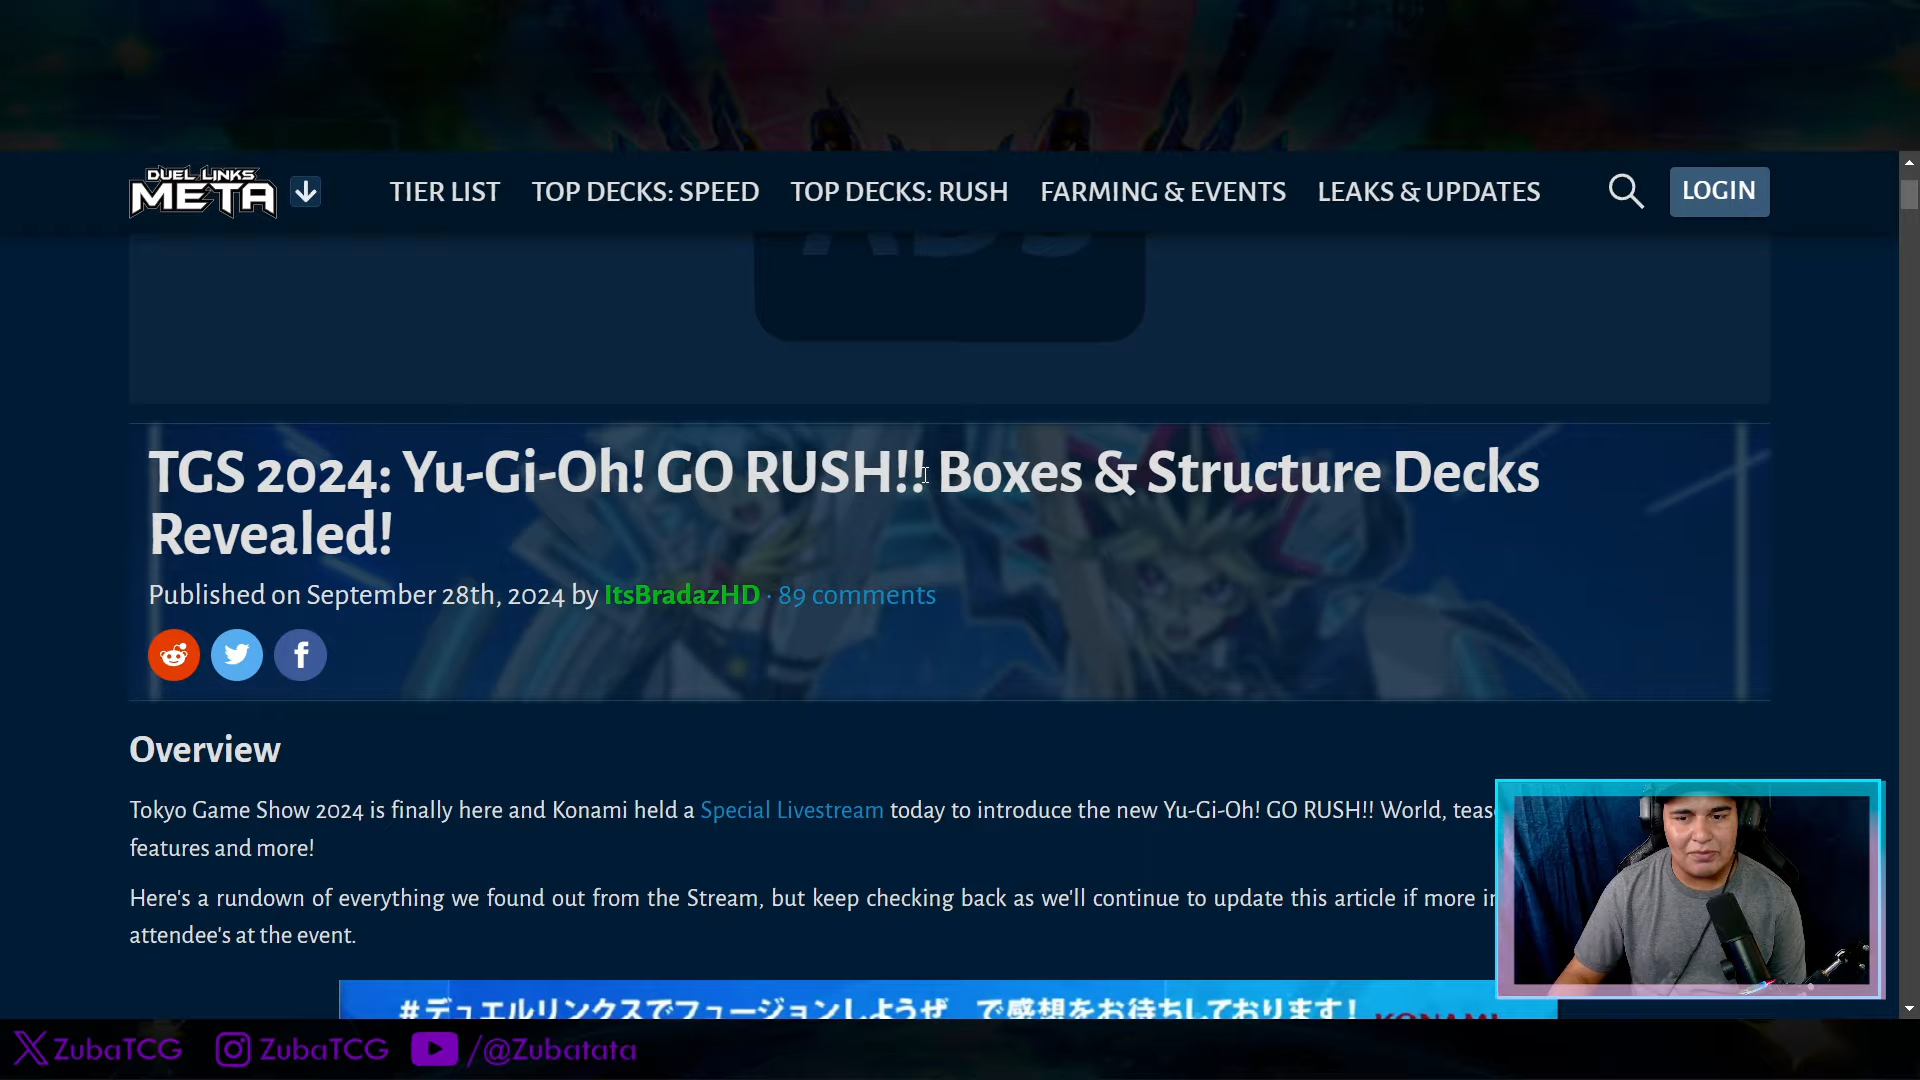 DUEL LINKS
META
TIER LIST
TOP DECKS: SPEED
TOP DECKS: RUSH
FARMING & EVENTS
LEAKS & UPDATES
LOGIN
ADS
TGS 2024: Yu-Gi-Oh! GO RUSH!! Boxes & Structure Decks
Revealed!
Published on September 28th, 2024 by ItsBradazHD · 89 comments
Overview
Tokyo Game Show 2024 is finally here and Konami held a Special Livestream today to introduce the new Yu-Gi-Oh! GO RUSH!! World,
features and more!
Here's a rundown of everything we found out from the Stream, but keep checking back as we'll continue to update this article if more
attendee's at the event.
#デュエルリンクスでフュージョンしようぜ で感想をお待ちしております!
KONAMI
ZubaTCG
ZubaTCG
/@Zubatata